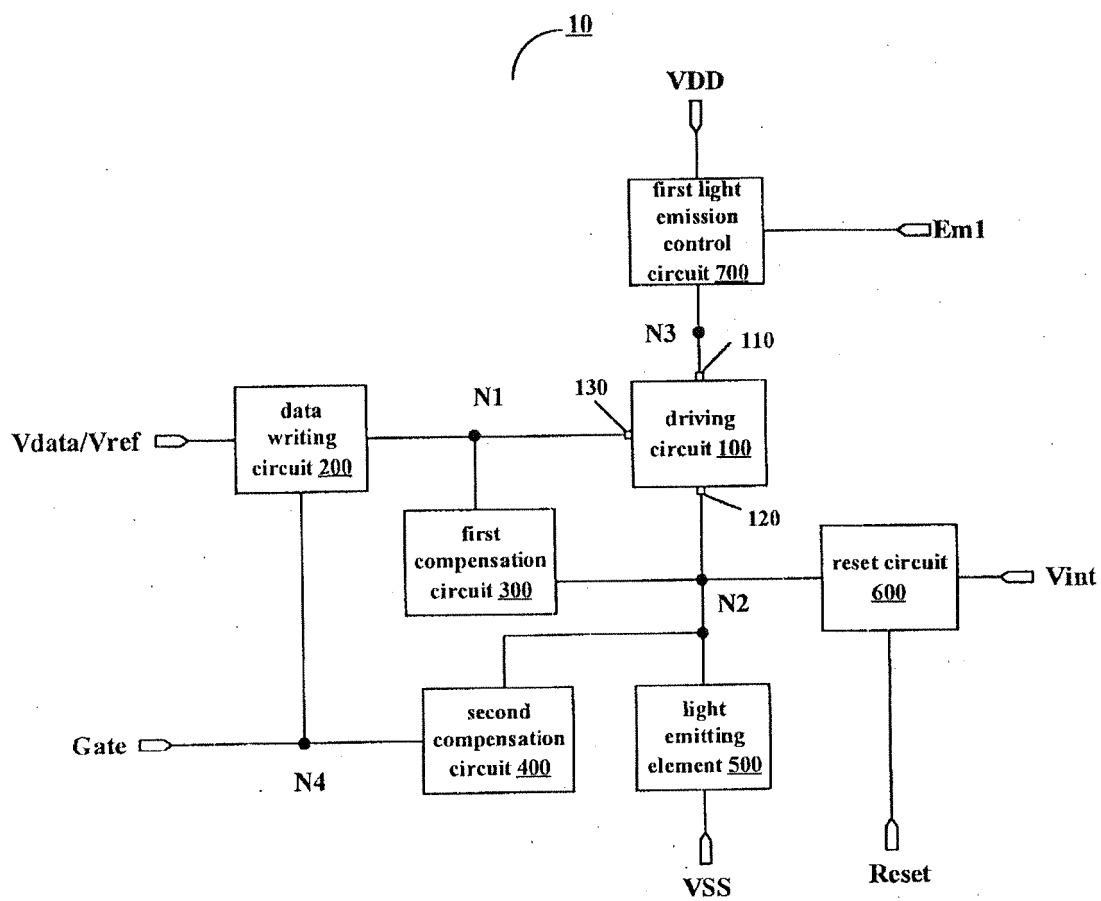 10
VDD
first light
emission
control
circuit 700
Em1
N3
110
130
N1
data
writing
circuit 200
Vdata/Vref
driving
circuit 100
120
first
compensation
circuit 300
reset circuit
600
Vint
N2
second
compensation
circuit 400
light
emitting
element 500
Gate
N4
VSS
Reset